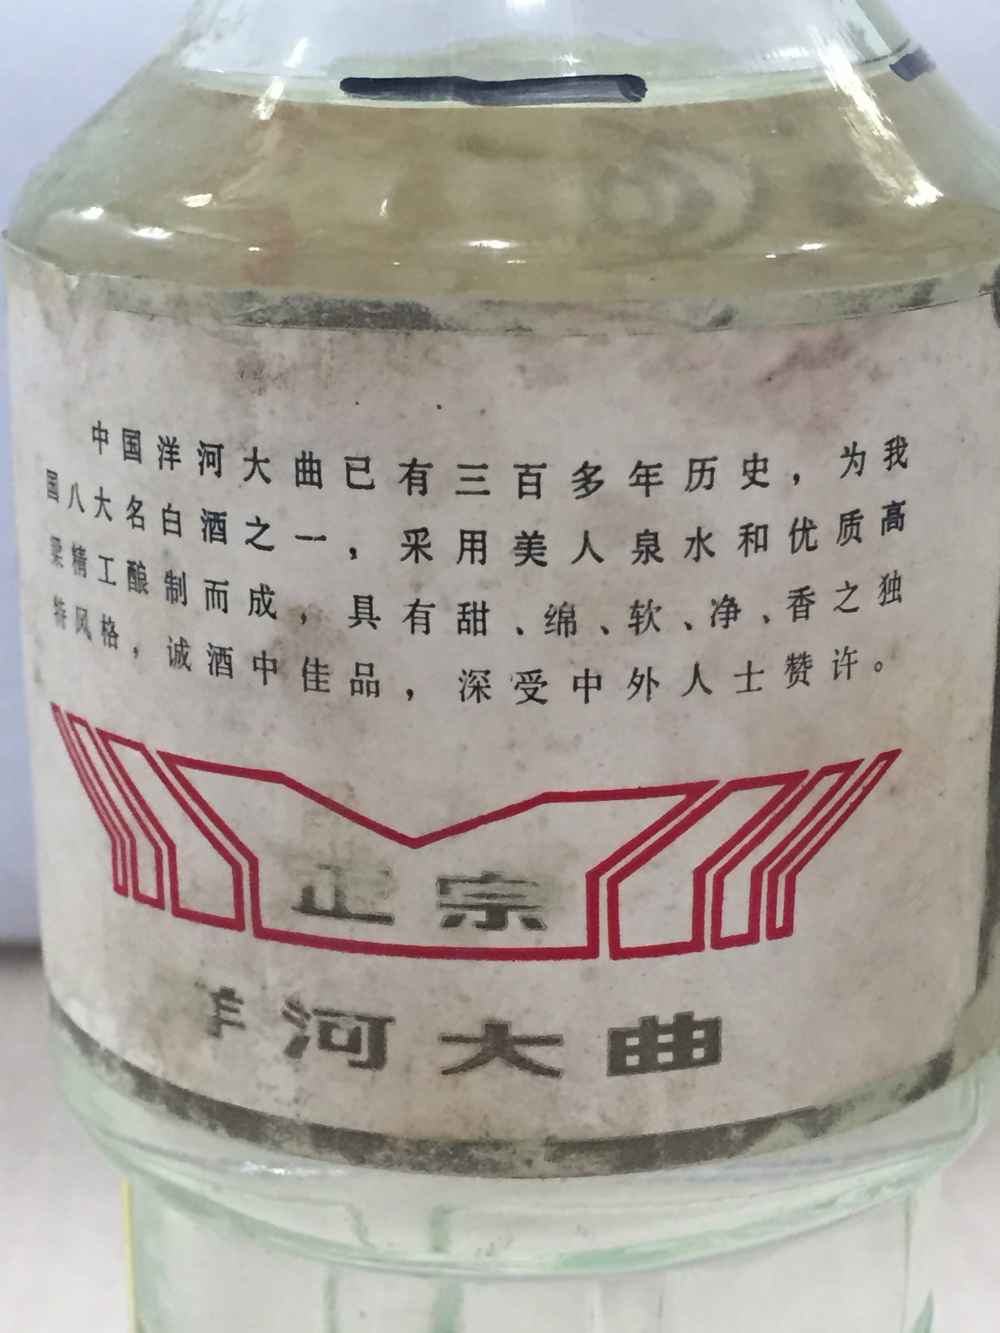 中国洋河大曲已有三百多年历史，为我
国八大名白酒之一，采用美人泉水和优质高
粱精工酿制而成，具有甜、绵、软、净、香之独
特风格，诚酒中佳品，深受中外人士赞许。
正宗
洋河大曲